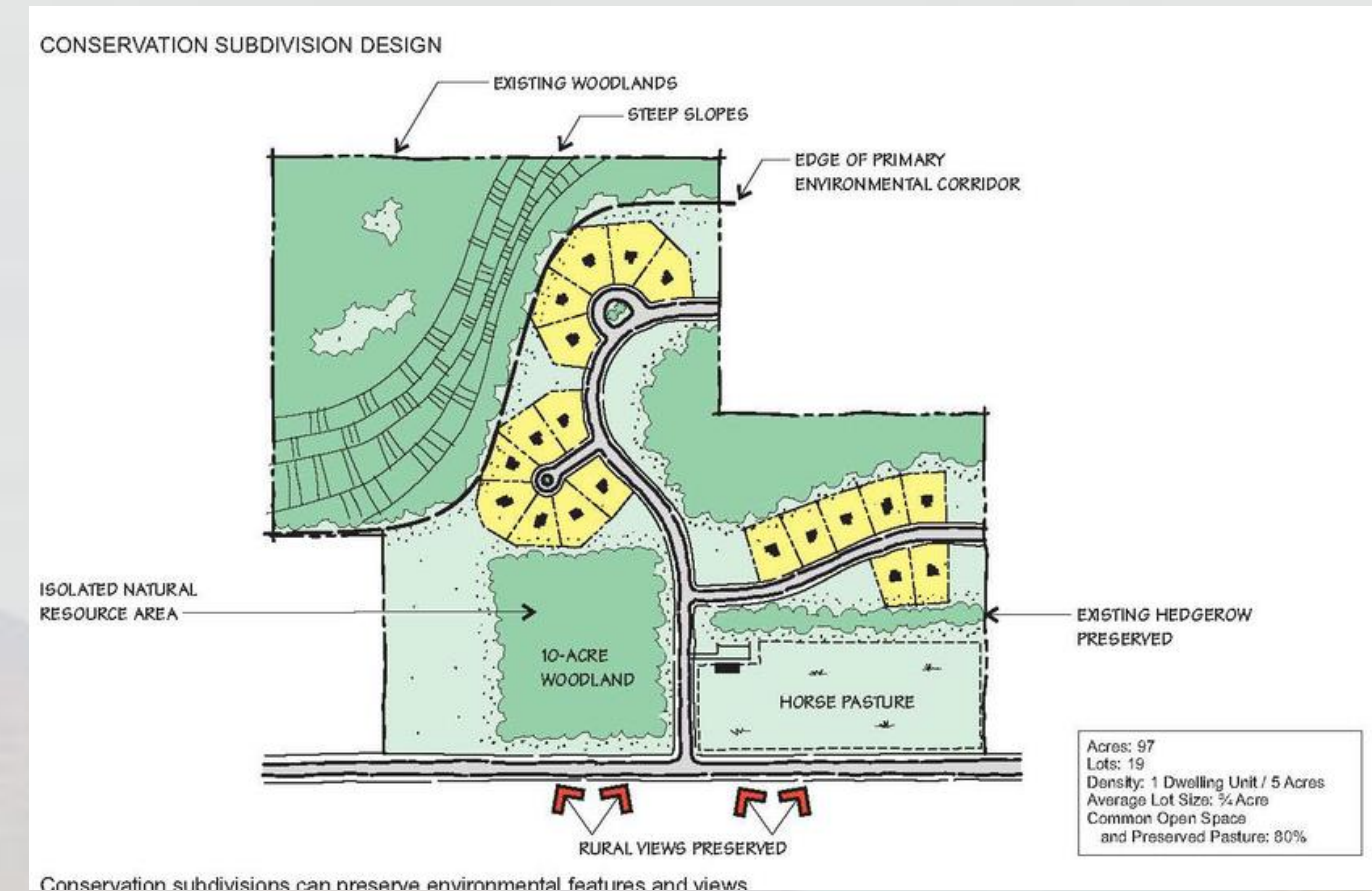 CONSERVATION SUBDIVISION DESIGN
EXISTING WOODLANDS
STEEP SLOPES
EDGE OF PRIMARY
ENVIRONMENTAL CORRIDOR
ISOLATED NATURAL
RESOURCE AREA
10-ACRE
WOODLAND
EXISTING HEDGEROW
PRESERVED
HORSE PASTURE
RURAL VIEWS PRESERVED
Acres: 97
Lots: 19
Density: 1 Dwelling Unit / 5 Acres
Average Lot Size: ¾ Acre
Common Open Space
and Preserved Pasture: 80%
Conservation subdivisions can preserve environmental features and views